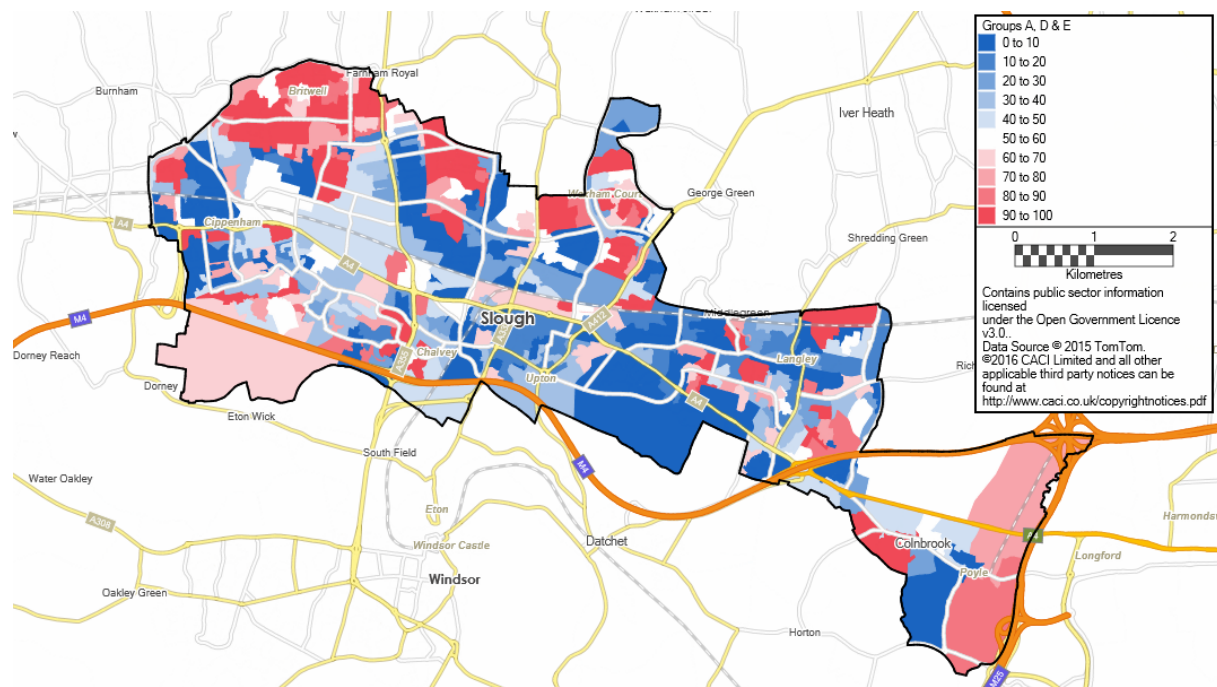 Farnham Royal
Burnham
Britwell
Iver Heath
Wexham Court
George Green
A4
Cippenham
Shredding Green
M4
Slough
A412
Middlegreen
Dorney Reach
Chalvey
A355
Langley
Dorney
Upton
A4
Eton Wick
A4
South Field
M4
Water Oakley
A308
Eton
Windsor Castle
Datchet
Colnbrook
A4
Longford
Windsor
Poyle
Oakley Green
Horton
M25
Groups A, D & E
0 to 10
10 to 20
20 to 30
30 to 40
40 to 50
50 to 60
60 to 70
70 to 80
80 to 90
90 to 100
0 1 2
Kilometres
Contains public sector information
licensed
under the Open Government Licence
v3.0.
Data Source © 2015 TomTom.
©2016 CACI Limited and all other
applicable third party notices can be
found at
http://www.caci.co.uk/copyrightnotices.pdf